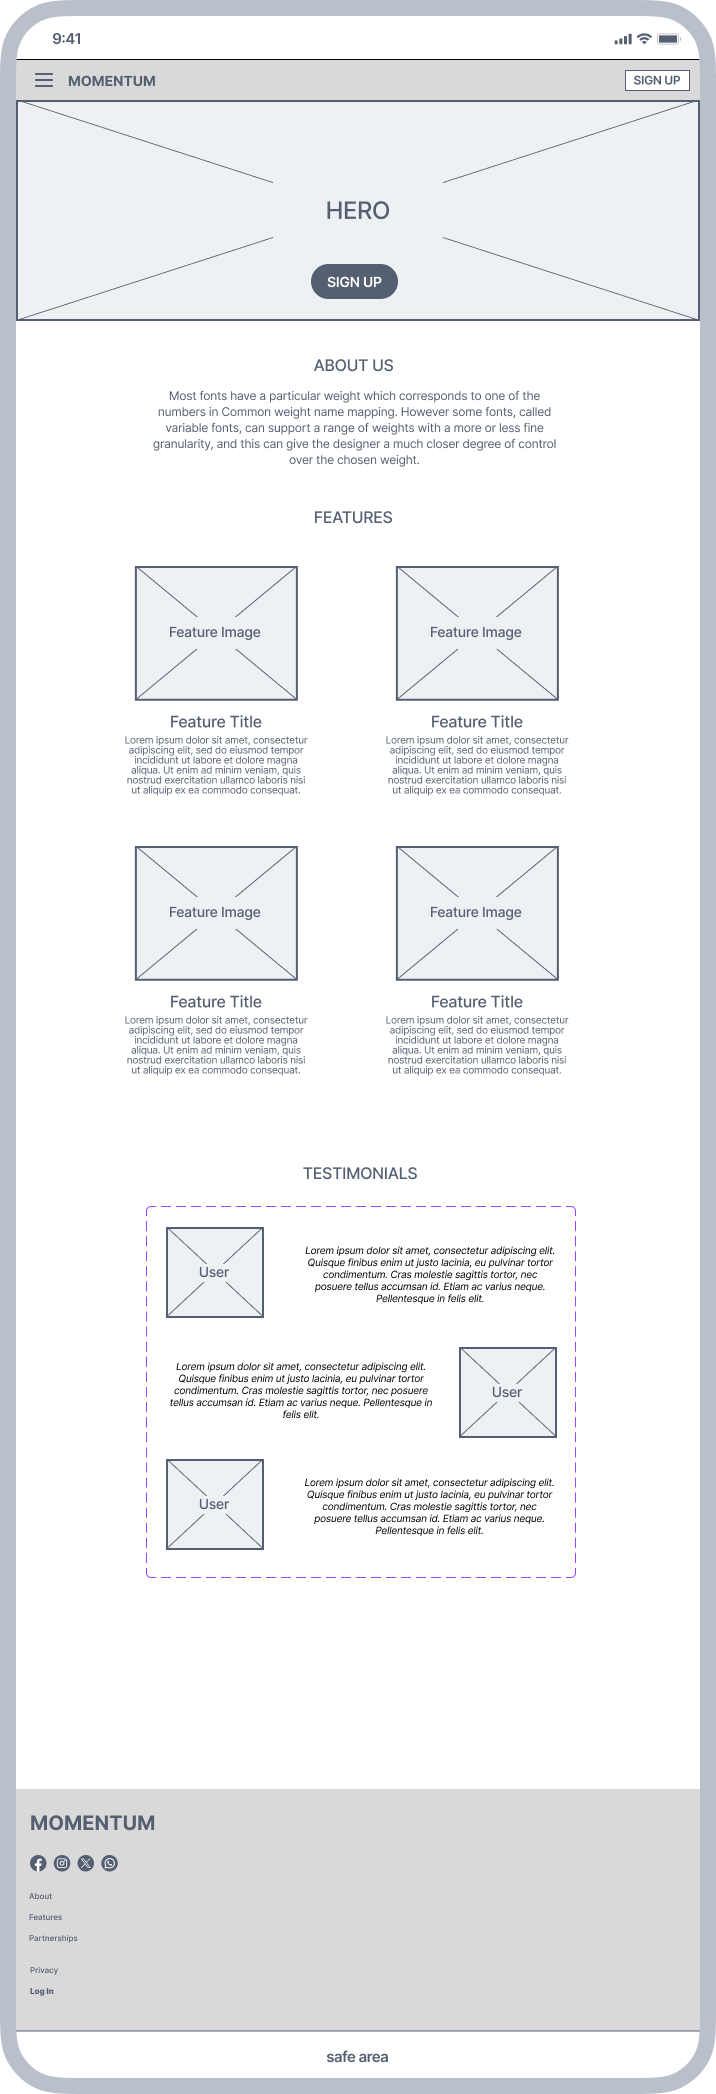 9:41
MOMENTUM
SIGN UP
HERO
SIGN UP
ABOUT US
Most fonts have a particular weight which corresponds to one of the
numbers in Common weight name mapping. However some fonts, called
variable fonts, can support a range of weights with a more or less fine
granularity, and this can give the designer a much closer degree of control
over the chosen weight.
FEATURES
Feature Image
Feature Title
Lorem ipsum dolor sit amet, consectetur
adipiscing elit, sed do eiusmod tempor
incididunt ut labore et dolore magna
aliqua. Ut enim ad minim veniam, quis
nostrud exercitation ullamco laboris nisi
ut aliquip ex ea commodo consequat.
Feature Image
Feature Title
Lorem ipsum dolor sit amet, consectetur
adipiscing elit, sed do eiusmod tempor
incididunt ut labore et dolore magna
aliqua. Ut enim ad minim veniam, quis
nostrud exercitation ullamco laboris nisi
ut aliquip ex ea commodo consequat.
Feature Image
Feature Title
Lorem ipsum dolor sit amet, consectetur
adipiscing elit, sed do eiusmod tempor
incididunt ut labore et dolore magna
aliqua. Ut enim ad minim veniam, quis
nostrud exercitation ullamco laboris nisi
ut aliquip ex ea commodo consequat.
Feature Image
Feature Title
Lorem ipsum dolor sit amet, consectetur
adipiscing elit, sed do eiusmod tempor
incididunt ut labore et dolore magna
aliqua. Ut enim ad minim veniam, quis
nostrud exercitation ullamco laboris nisi
ut aliquip ex ea commodo consequat.
TESTIMONIALS
User
Lorem ipsum dolor sit amet, consectetur adipiscing elit.
Quisque finibus enim ut justo lacinia, eu pulvinar tortor
condimentum. Cras molestie sagittis tortor, nec
posuere tellus accumsan id. Etiam ac varius neque.
Pellentesque in felis elit.
Lorem ipsum dolor sit amet, consectetur adipiscing elit.
Quisque finibus enim ut justo lacinia, eu pulvinar tortor
condimentum. Cras molestie sagittis tortor, nec posuere
tellus accumsan id. Etiam ac varius neque. Pellentesque in
felis elit.
User
User
Lorem ipsum dolor sit amet, consectetur adipiscing elit.
Quisque finibus enim ut justo lacinia, eu pulvinar tortor
condimentum. Cras molestie sagittis tortor, nec
posuere tellus accumsan id. Etiam ac varius neque.
Pellentesque in felis elit.
MOMENTUM
About
Features
Partnerships
Privacy
Log In
safe area